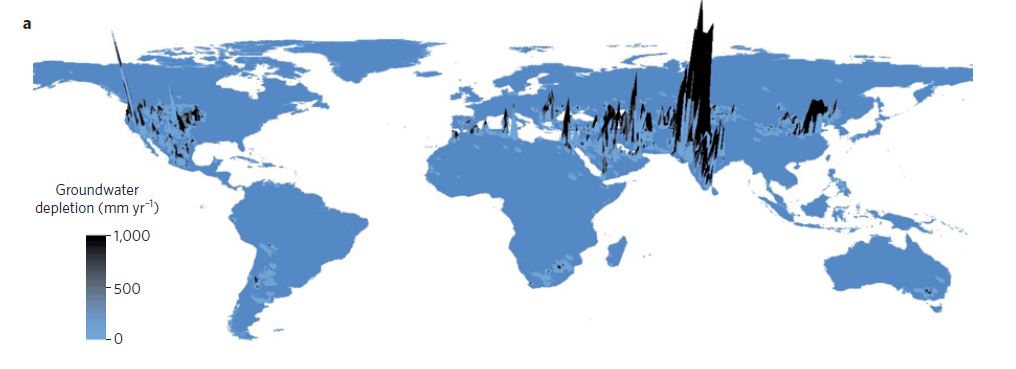 a
Groundwater
depletion (mm yr⁻¹)
1,000
500
0